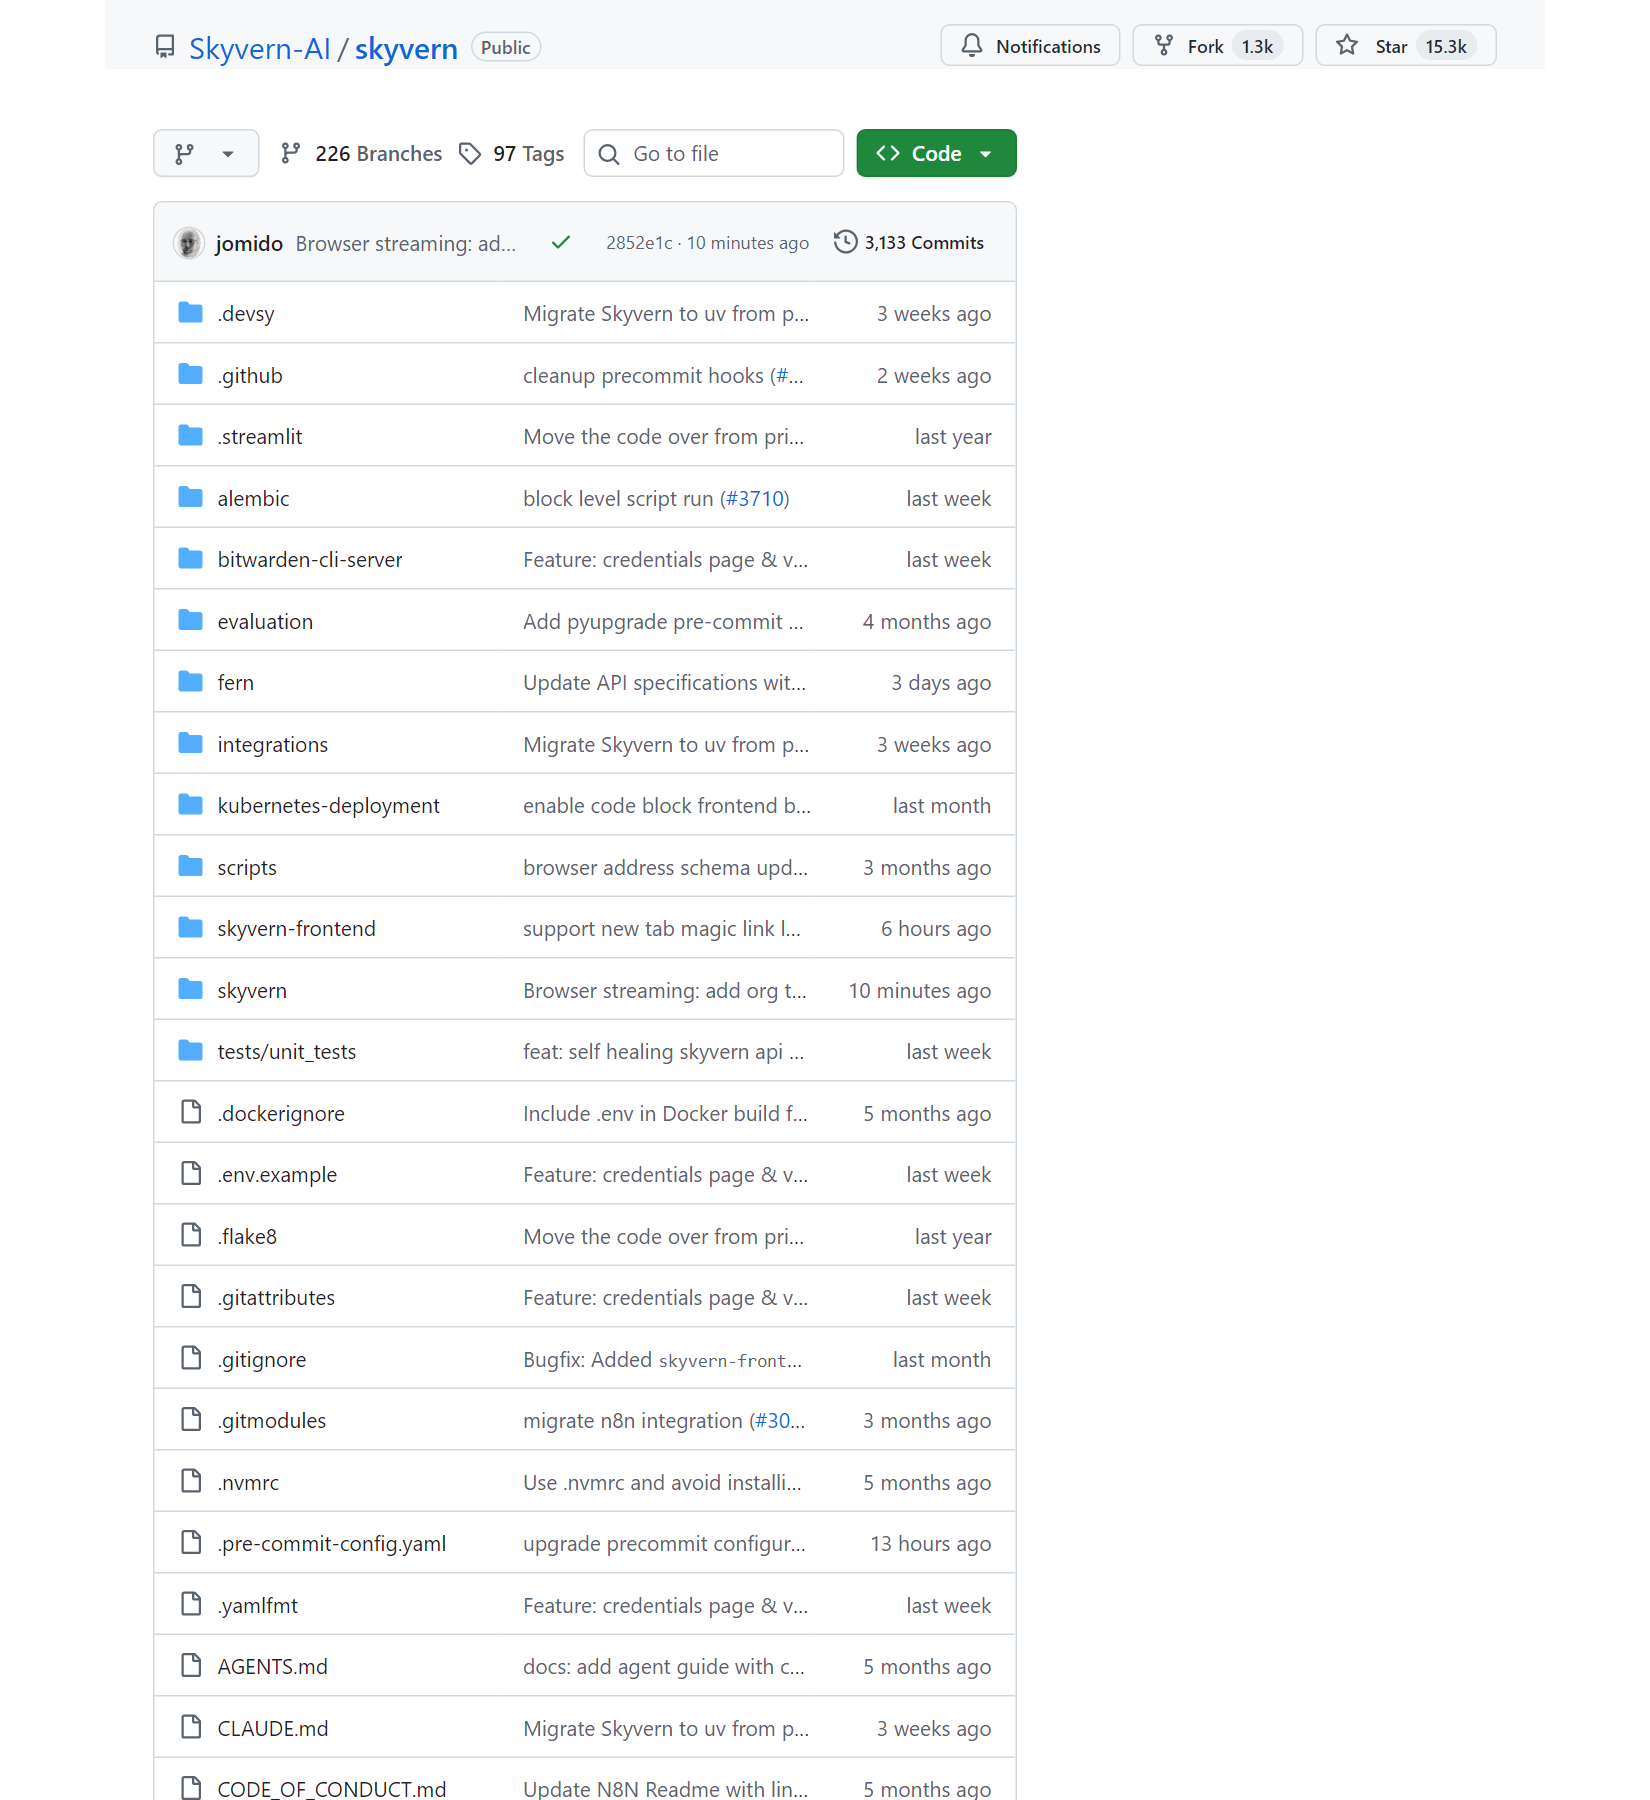 Skyvern-AI / skyvern Public Notifications Fork 1.3k Star 15.3k
226 Branches 97 Tags Go to file Code
jomido Browser streaming: ad... 2852e1c · 10 minutes ago 3,133 Commits
.devsy Migrate Skyvern to uv from p... 3 weeks ago
.github cleanup precommit hooks (#... 2 weeks ago
.streamlit Move the code over from pri... last year
alembic block level script run (#3710) last week
bitwarden-cli-server Feature: credentials page & v... last week
evaluation Add pyupgrade pre-commit ... 4 months ago
fern Update API specifications wit... 3 days ago
integrations Migrate Skyvern to uv from p... 3 weeks ago
kubernetes-deployment enable code block frontend b... last month
scripts browser address schema upd... 3 months ago
skyvern-frontend support new tab magic link l... 6 hours ago
skyvern Browser streaming: add org t... 10 minutes ago
tests/unit_tests feat: self healing skyvern api ... last week
.dockerignore Include .env in Docker build f... 5 months ago
.env.example Feature: credentials page & v... last week
.flake8 Move the code over from pri... last year
.gitattributes Feature: credentials page & v... last week
.gitignore Bugfix: Added skyvern-front... last month
.gitmodules migrate n8n integration (#30... 3 months ago
.nvmrc Use .nvmrc and avoid installi... 5 months ago
.pre-commit-config.yaml upgrade precommit configur... 13 hours ago
.yamlfmt Feature: credentials page & v... last week
AGENTS.md docs: add agent guide with c... 5 months ago
CLAUDE.md Migrate Skyvern to uv from p... 3 weeks ago
CODE_OF_CONDUCT.md Update N8N Readme with lin... 5 months ago